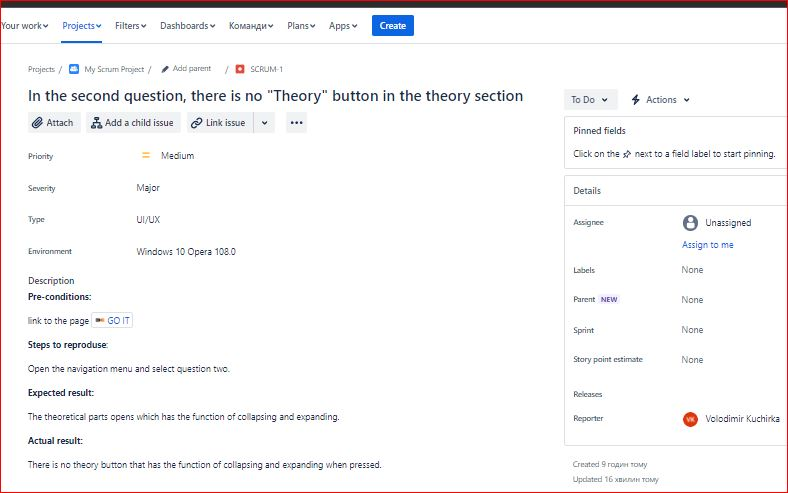 Your work Projects Filters Dashboards Команди Plans Apps Create
Projects / My Scrum Project / Add parent / SCRUM-1
In the second question, there is no "Theory" button in the theory section
Attach Add a child issue Link issue
Priority Medium
Severity Major
Type UI/UX
Environment Windows 10 Opera 108.0
Description
Pre-conditions:
link to the page GO IT
Steps to reproduse:
Open the navigation menu and select question two.
Expected result:
The theoretical parts opens which has the function of collapsing and expanding.
Actual result:
There is no theory button that has the function of collapsing and expanding when pressed.
To Do Actions
Pinned fields
Click on the next to a field label to start pinning.
Details
Assignee Unassigned
Assign to me
Labels None
Parent NEW None
Sprint None
Story point estimate None
Releases
Reporter VK Volodimir Kuchirka
Created 9 годин тому
Updated 16 хвилин тому